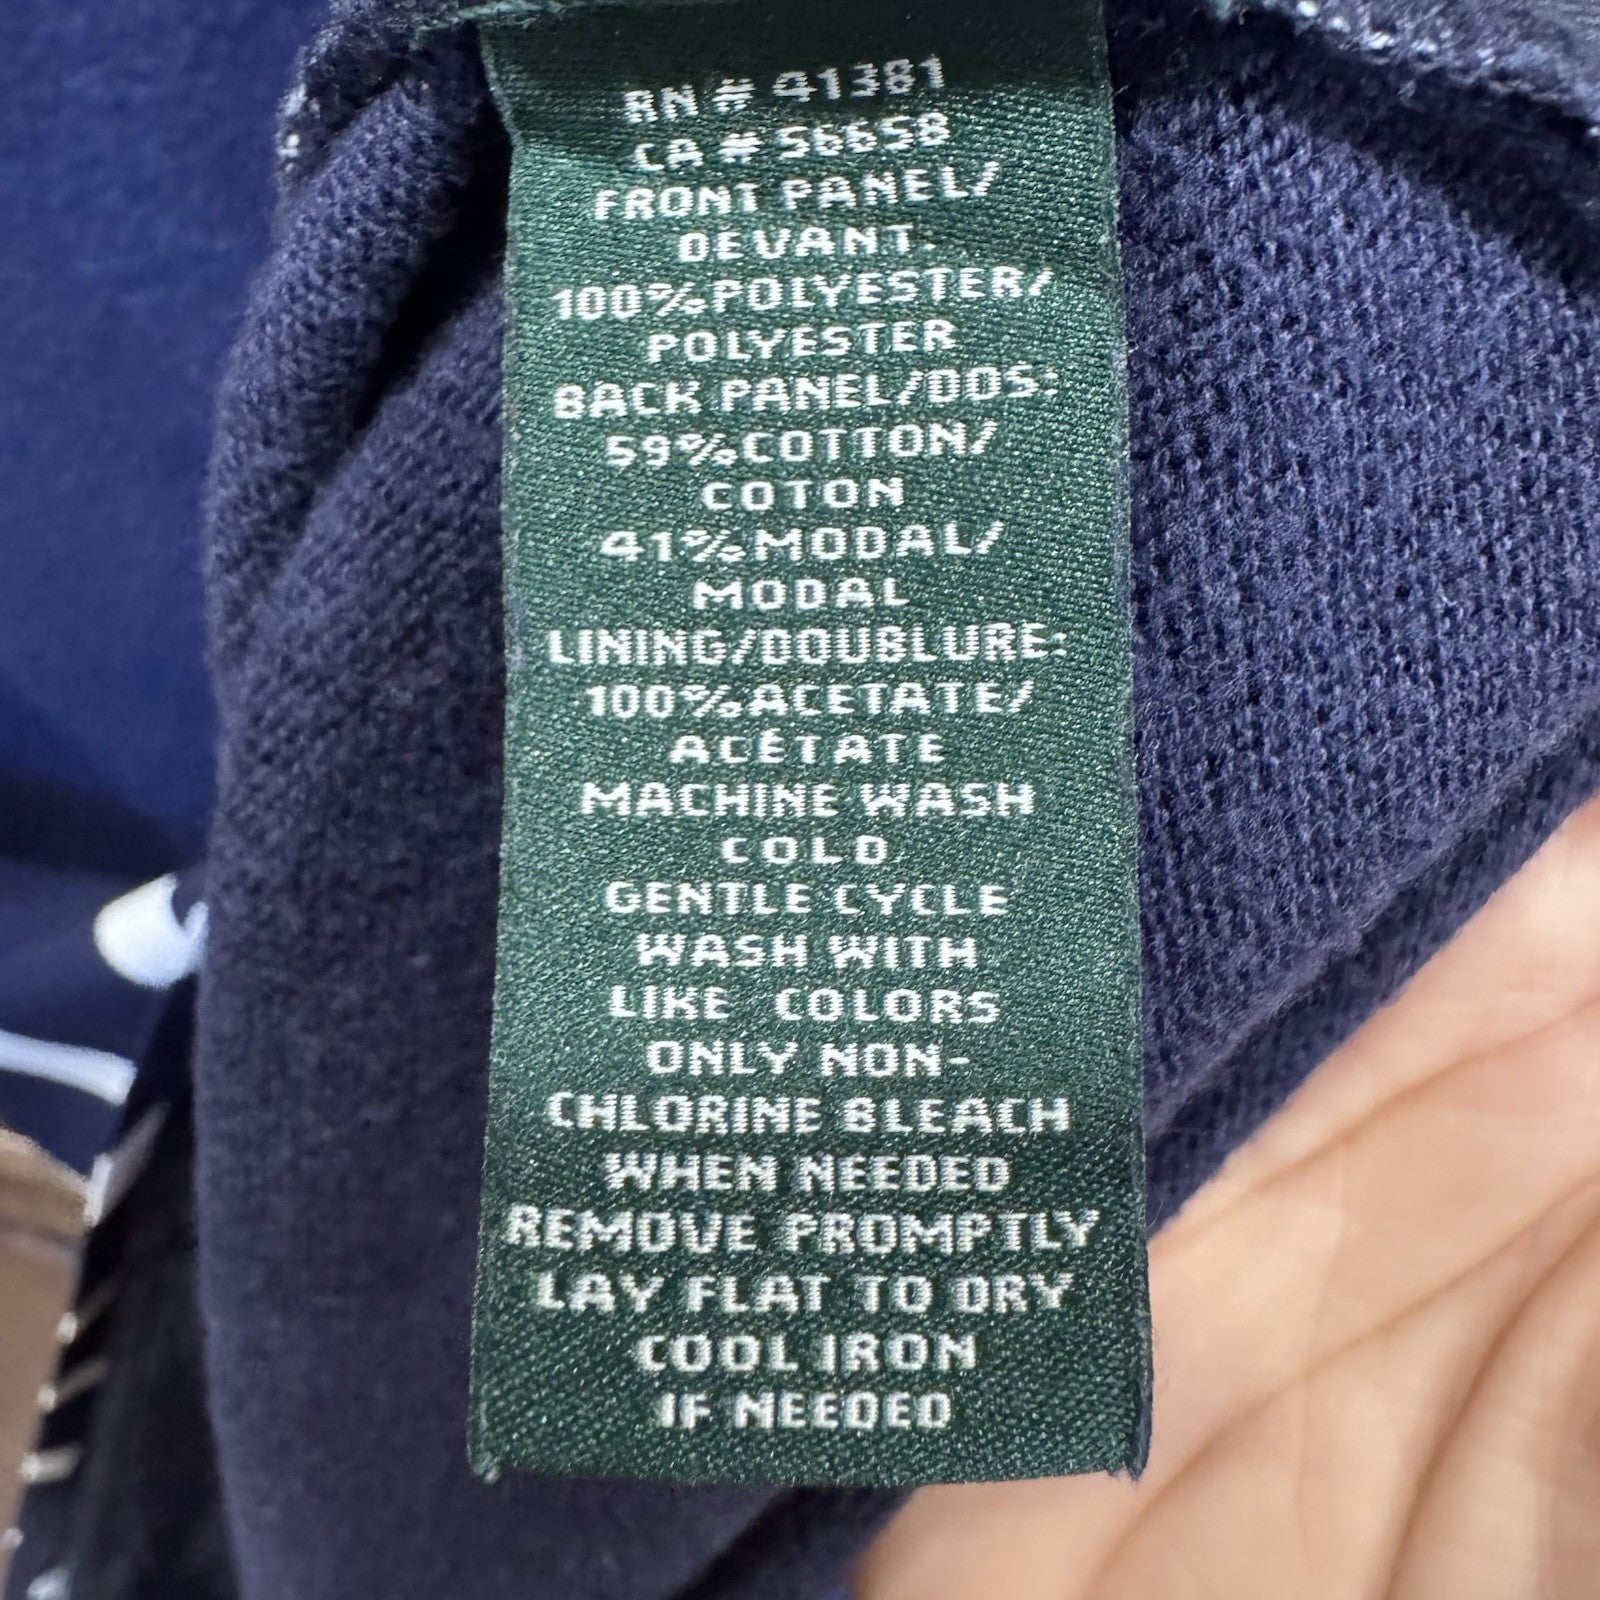 RN # 41381
CA # 56658
FRONT PANEL/
DEVANT
100%POLYESTER/
POLYESTER
BACK PANEL/DOS:
59%COTTON/
COTON
41%MODAL/
MODAL
LINING/DOUBLURE:
100%ACETATE/
ACÉTATE
MACHINE WASH
COLD
GENTLE CYCLE
WASH WITH
LIKE COLORS
ONLY NON-
CHLORINE BLEACH
WHEN NEEDED
REMOVE PROMPTLY
LAY FLAT TO DRY
COOL IRON
IF NEEDED